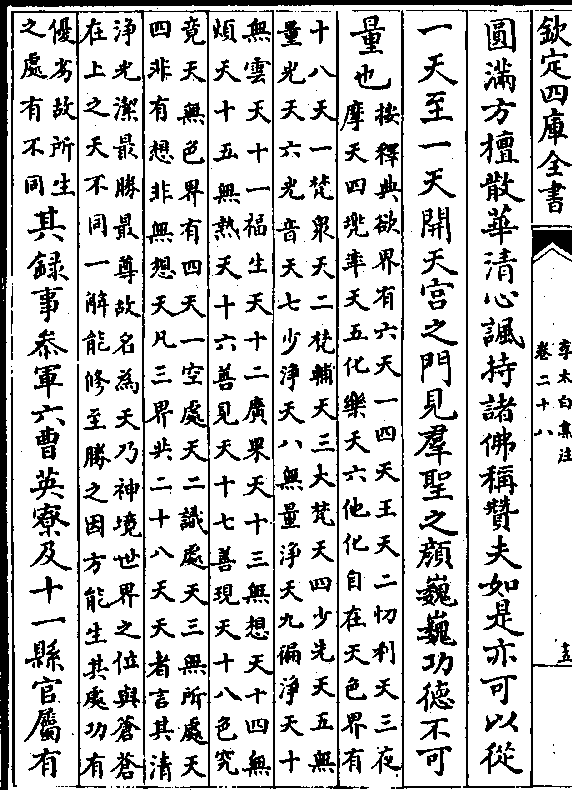 欽定四庫全書
李太白集注
卷二十八
圓滿方檀散華清心諷持諸佛稱贊夫如是亦可以從
一天至一天開天宮之門見羣聖之顔巍巍功德不可
量也
按釋典欲界有六天一四天王天二忉利天三夜
摩天四兜率天五化樂天六他化自在天色界有
十八天一梵衆天二梵輔天三大梵天四少光天五無
量光天六光音天七少淨天八無量淨天九徧淨天十
無雲天十一福生天十二廣果天十三無想天十四無
煩天十五無熱天十六善見天十七善現天十八色究
竟天無色界有四天一空處天二識處天三無所處天
四非有想非無想天凡三界共二十八天天者言其清
淨光潔最勝最尊故名為天乃神境世界之位與蒼蒼
在上之天不同一解能修至勝之因方能生其處功有
優劣故所生
之處有不同
其録事叅軍六曹英寮及十一縣官屬有